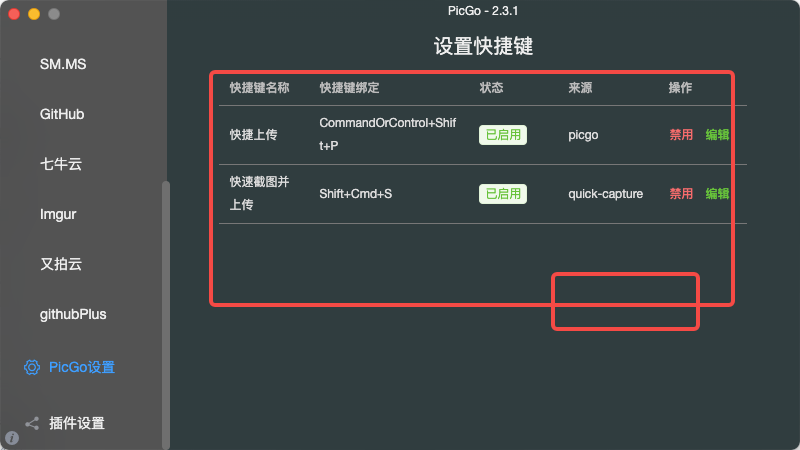 PicGo - 2.3.1
SM.MS
GitHub
七牛云
Imgur
又拍云
githubPlus
PicGo设置
插件设置
设置快捷键
快捷键名称 快捷键绑定 状态 来源 操作
快捷上传 CommandOrControl+Shif
t+P 已启用 picgo 禁用 编辑
快速截图并
上传 Shift+Cmd+S 已启用 quick-capture 禁用 编辑